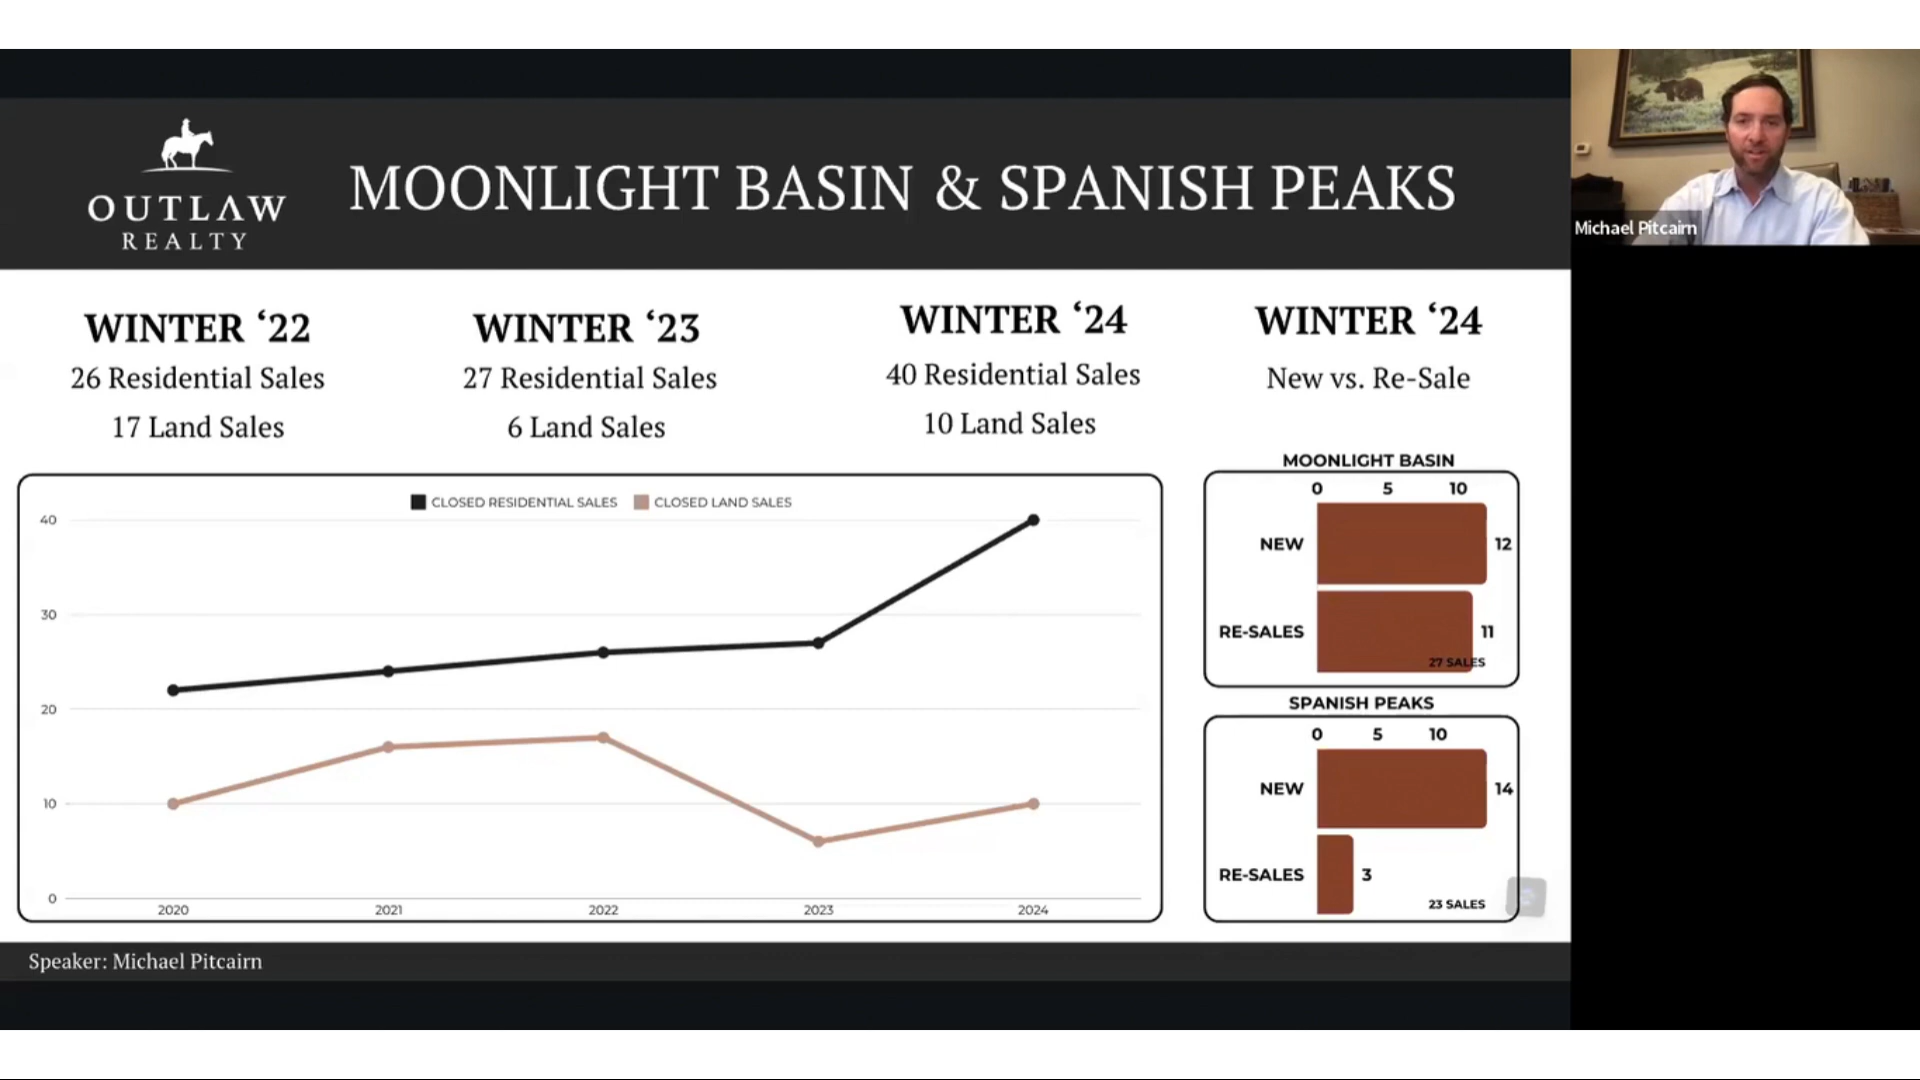 OUTLAW
REALTY
MOONLIGHT BASIN & SPANISH PEAKS
Michael Pitcairn
WINTER ‘22
26 Residential Sales
17 Land Sales
WINTER ‘23
27 Residential Sales
6 Land Sales
WINTER ‘24
40 Residential Sales
10 Land Sales
WINTER ‘24
New vs. Re-Sale
CLOSED RESIDENTIAL SALES CLOSED LAND SALES
40
30
20
10
0
2020 2021 2022 2023 2024
MOONLIGHT BASIN
0 5 10
NEW 12
RE-SALES 11
27 SALES
SPANISH PEAKS
0 5 10
NEW 14
RE-SALES 3
23 SALES
Speaker: Michael Pitcairn